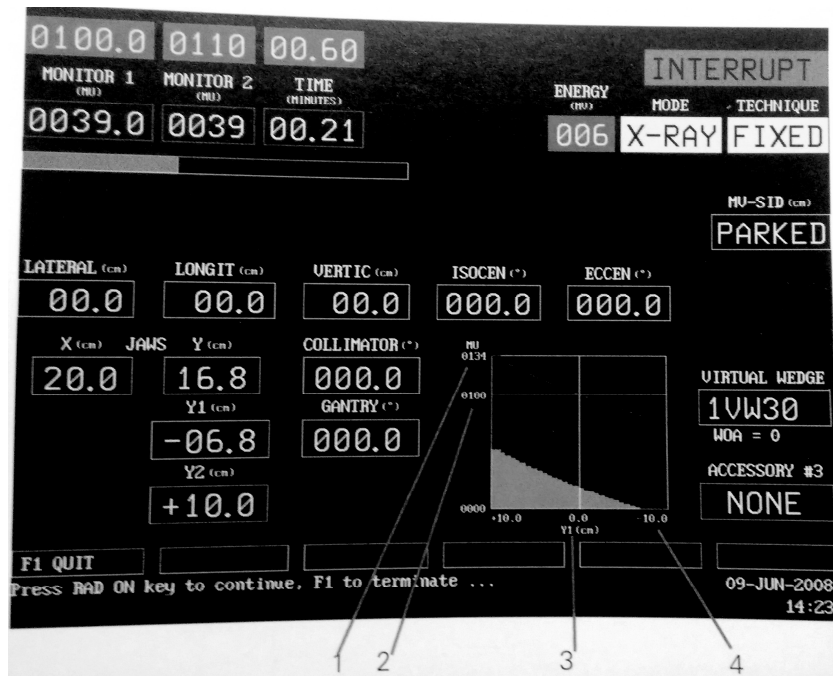 0100.0 0110 00.60
INTERRUPT
MONITOR 1 MONITOR 2 TIME
(MU) (MU) (MINUTES)
ENERGY MODE TECHNIQUE
(MV)
0039.0 0039 00.21
006 X-RAY FIXED
MV-SID (cm)
PARKED
LATERAL (cm) LONGIT (cm) VERTIC (cm) ISOCEN (°) ECCEN (°)
00.0 00.0 00.0 000.0 000.0
X (cm) JAWS Y (cm) COLLIMATOR (°)
20.0 16.8 000.0
MU
0134
0100
0000
+10.0 0.0 -10.0
Y1(cm)
VIRTUAL WEDGE
1VW30
WOA = 0
Y1 (cm) GANTRY (°)
-06.8 000.0
Y2 (cm)
+10.0
ACCESSORY #3
NONE
F1 QUIT
Press RAD ON key to continue, F1 to terminate ...
09-JUN-2008
14:23
1 2 3 4